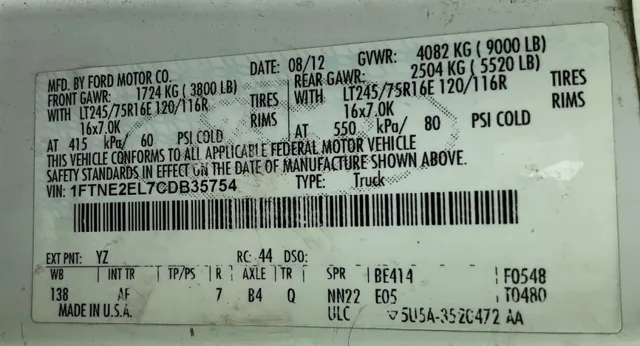 MFD. BY FORD MOTOR CO. DATE: 08/12 GVWR: 4082 KG ( 9000 LB)
FRONT GAWR: 1724 KG ( 3800 LB) REAR GAWR: 2504 KG ( 5520 LB)
WITH LT245/75R16E 120/116R TIRES WITH LT245/75R16E 120/116R TIRES
16x7.0K RIMS 16x7.0K RIMS
AT 415 kPa/ 60 PSI COLD AT 550 kPa/ 80 PSI COLD
THIS VEHICLE CONFORMS TO ALL APPLICABLE FEDERAL MOTOR VEHICLE
SAFETY STANDARDS IN EFFECT ON THE DATE OF MANUFACTURE SHOWN ABOVE.
VIN: 1FTNE2EL7CDB35754 TYPE: Truck
EXT PNT: YZ RC: 44 DSO:
WB INT TR TP/PS R AXLE TR SPR BE414 F0548
138 AF 7 B4 Q NN22 E05 T0480
MADE IN U.S.A. ULC ▽5U5A-3520472 AA